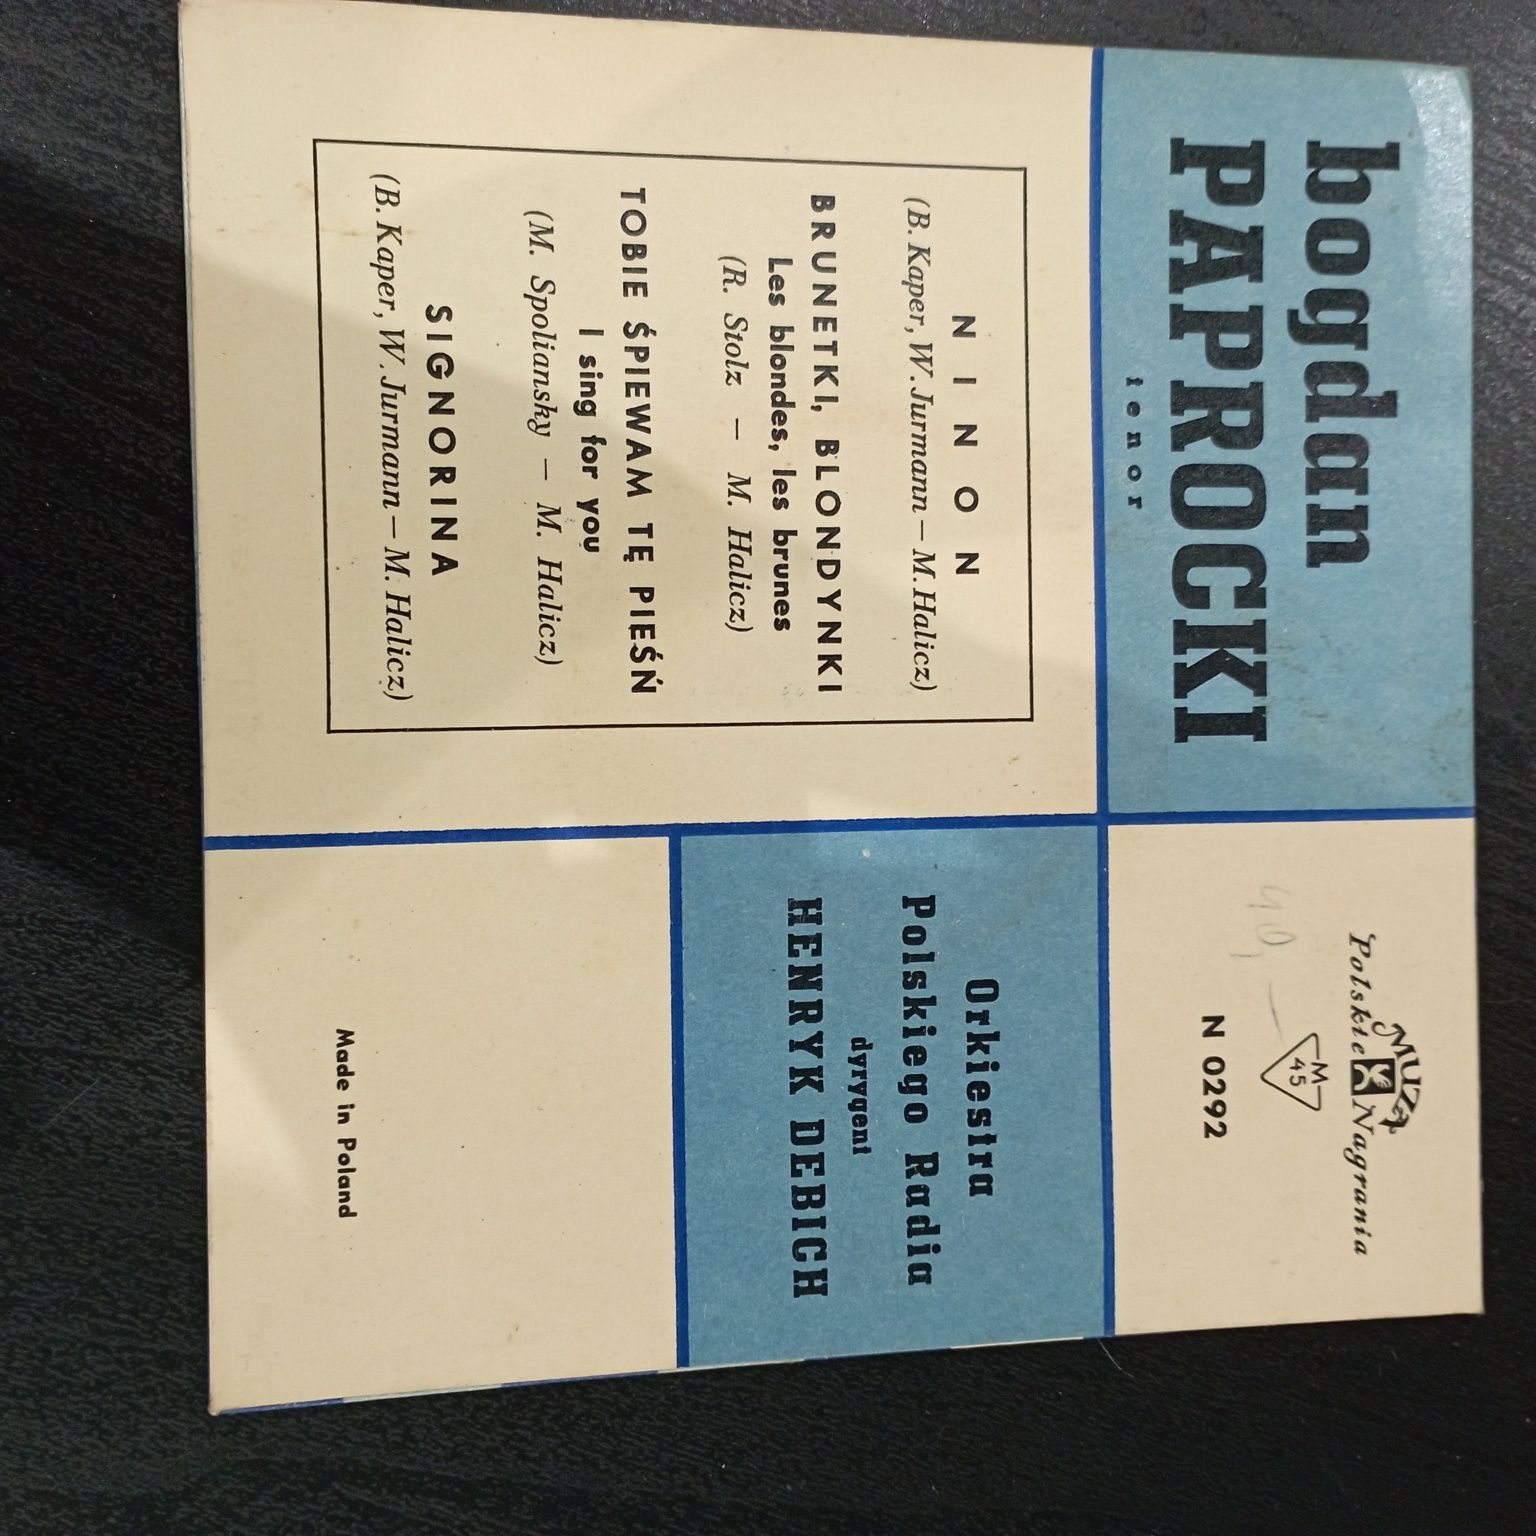 bogdan
PAPROCKI
tenor
MUZA
Polskie Nagrania
M
45
N 0292
40,—
NINON
(B. Kaper, W. Jurmann — M. Halicz)
BRUNETKI, BLONDYNKI
Les blondes, les brunes
(R. Stolz — M. Halicz)
TOBIE ŚPIEWAM TĘ PIEŚŃ
I sing for you
(M. Spoliansky — M. Halicz)
SIGNORINA
(B. Kaper, W. Jurmann — M. Halicz)
Orkiestra
Polskiego Radia
dyrygent
HENRYK DEBICH
Made in Poland